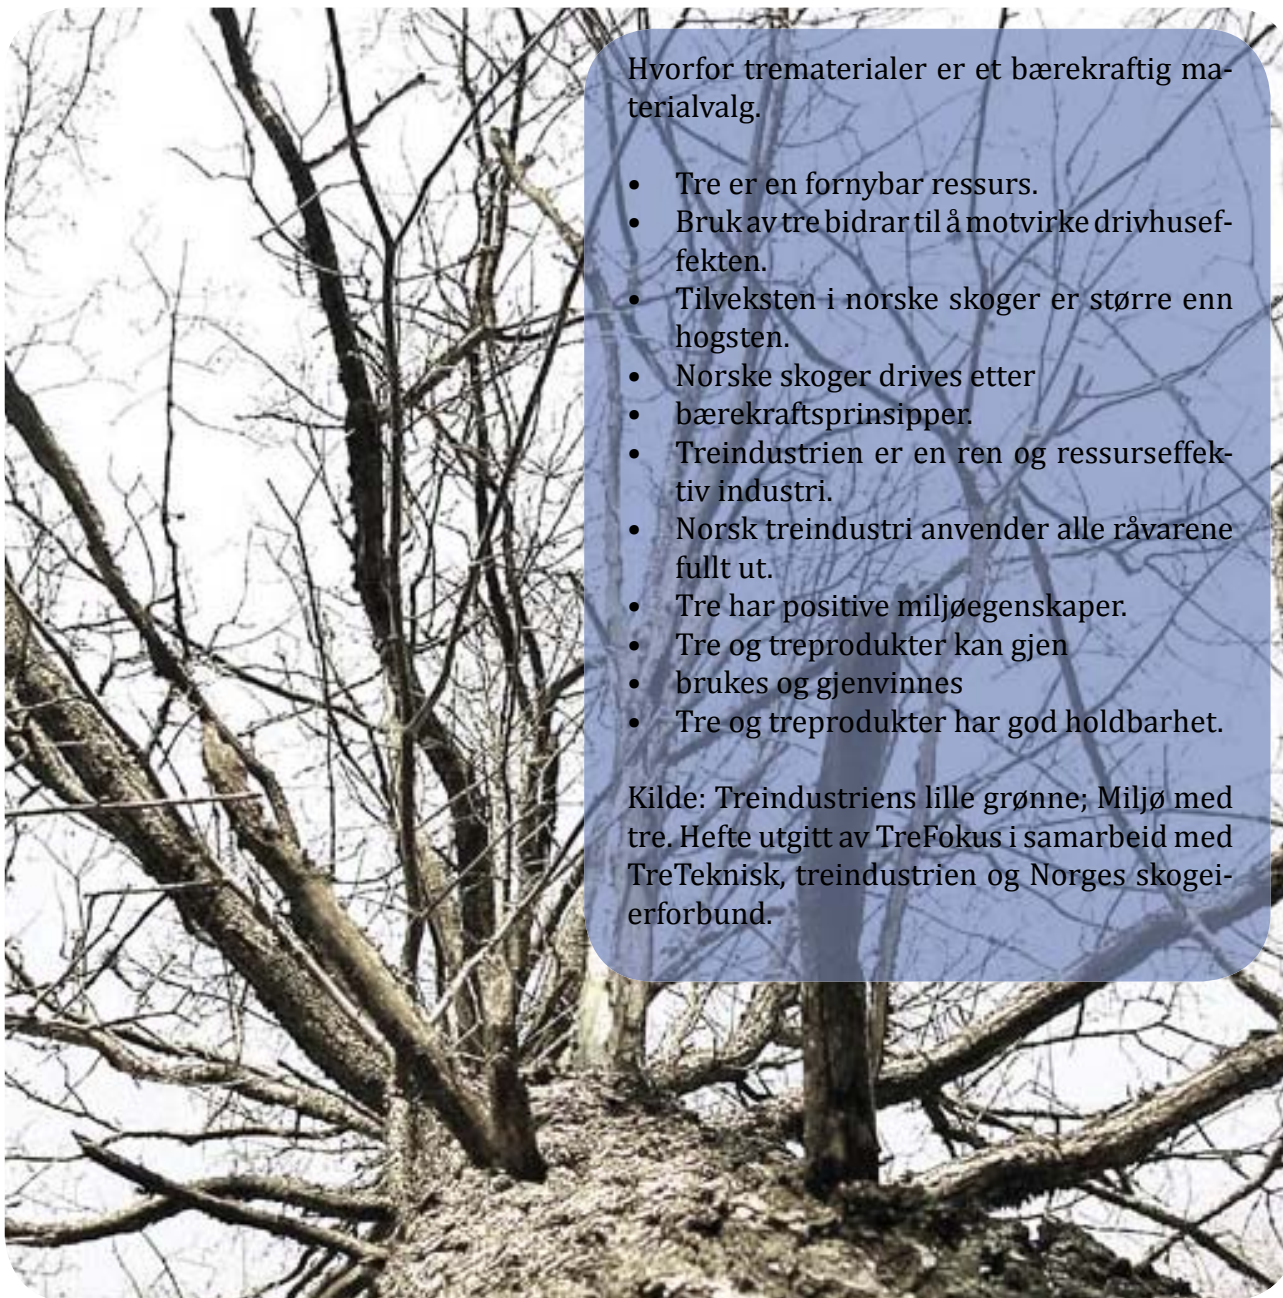 Hvorfor trematerialer er et bærekraftig ma-
terialvalg.
• Tre er en fornybar ressurs.
• Bruk av tre bidrar til å motvirke drivhusef-
fekten.
• Tilveksten i norske skoger er større enn
hogsten.
• Norske skoger drives etter
• bærekraftsprinsipper.
• Treindustrien er en ren og ressurseffek-
tiv industri.
• Norsk treindustri anvender alle råvarene
fullt ut.
• Tre har positive miljøegenskaper.
• Tre og treprodukter kan gjen
• brukes og gjenvinnes
• Tre og treprodukter har god holdbarhet.
Kilde: Treindustriens lille grønne; Miljø med
tre. Hefte utgitt av TreFokus i samarbeid med
TreTeknisk, treindustrien og Norges skogei-
erforbund.